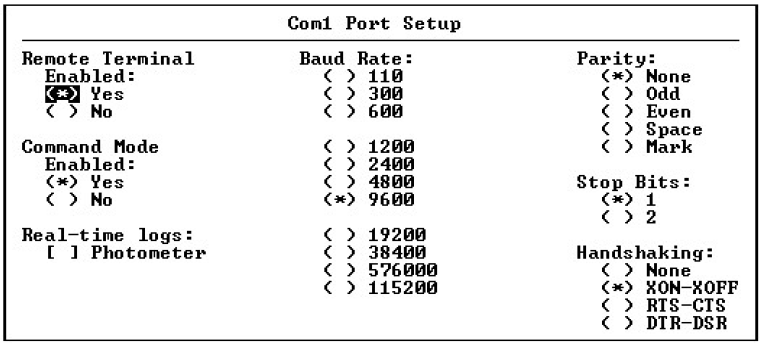 Com1 Port Setup
Remote Terminal
Enabled:
(*) Yes
( ) No
Command Mode
Enabled:
(*) Yes
( ) No
Real-time logs:
[ ] Photometer
Baud Rate:
( ) 110
( ) 300
( ) 600
( ) 1200
( ) 2400
( ) 4800
(*) 9600
( ) 19200
( ) 38400
( ) 576000
( ) 115200
Parity:
(*) None
( ) Odd
( ) Even
( ) Space
( ) Mark
Stop Bits:
(*) 1
( ) 2
Handshaking:
( ) None
(*) XON-XOFF
( ) RTS-CTS
( ) DTR-DSR